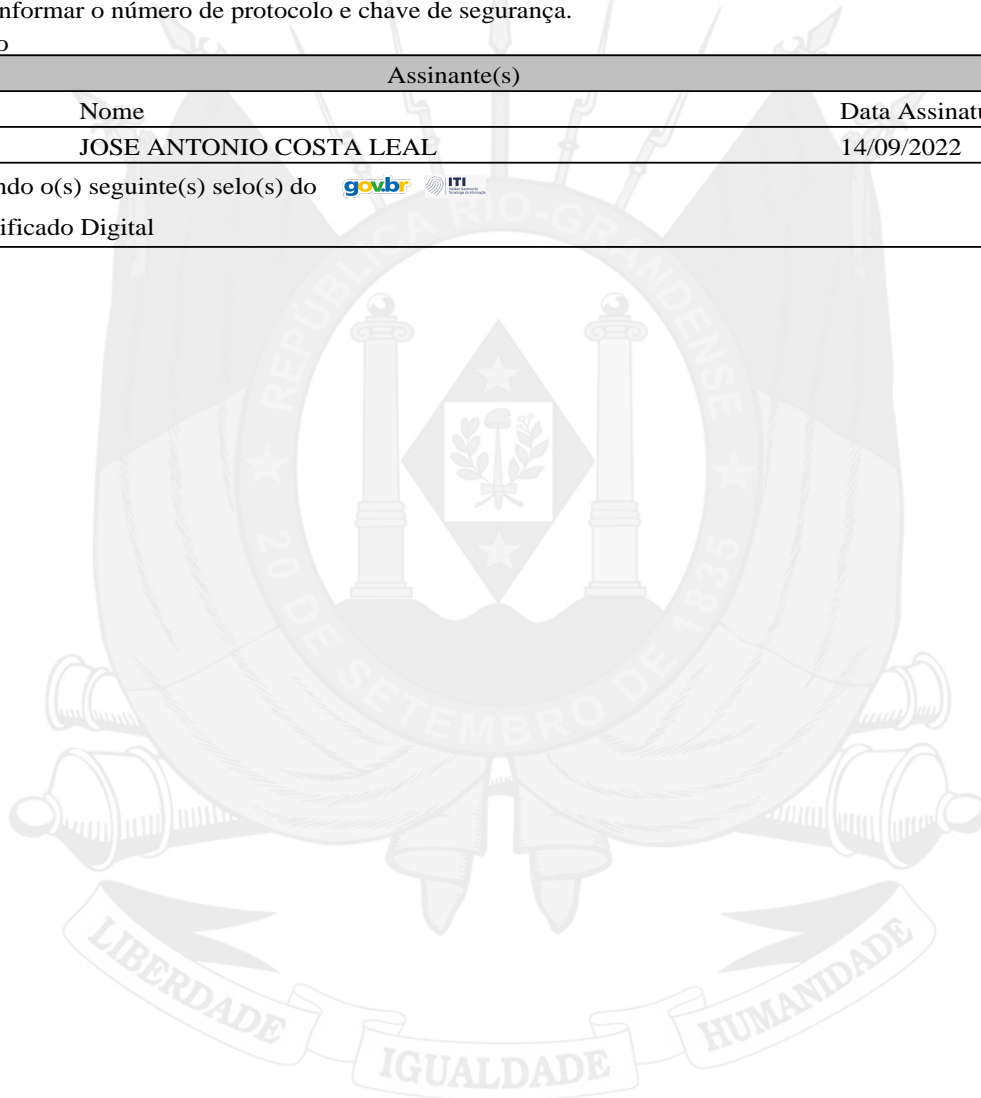 nformar o número de protocolo e chave de segurança.
o
Assinante(s)
Nome Data Assinatu
JOSE ANTONIO COSTA LEAL 14/09/2022
ndo o(s) seguinte(s) selo(s) do gov.br ITI
ificado Digital
REPÚBLICA RIO-GRANDENSE
20 DE SETEMBRO DE 1835
LIBERDADE
IGUALDADE
HUMANIDADE